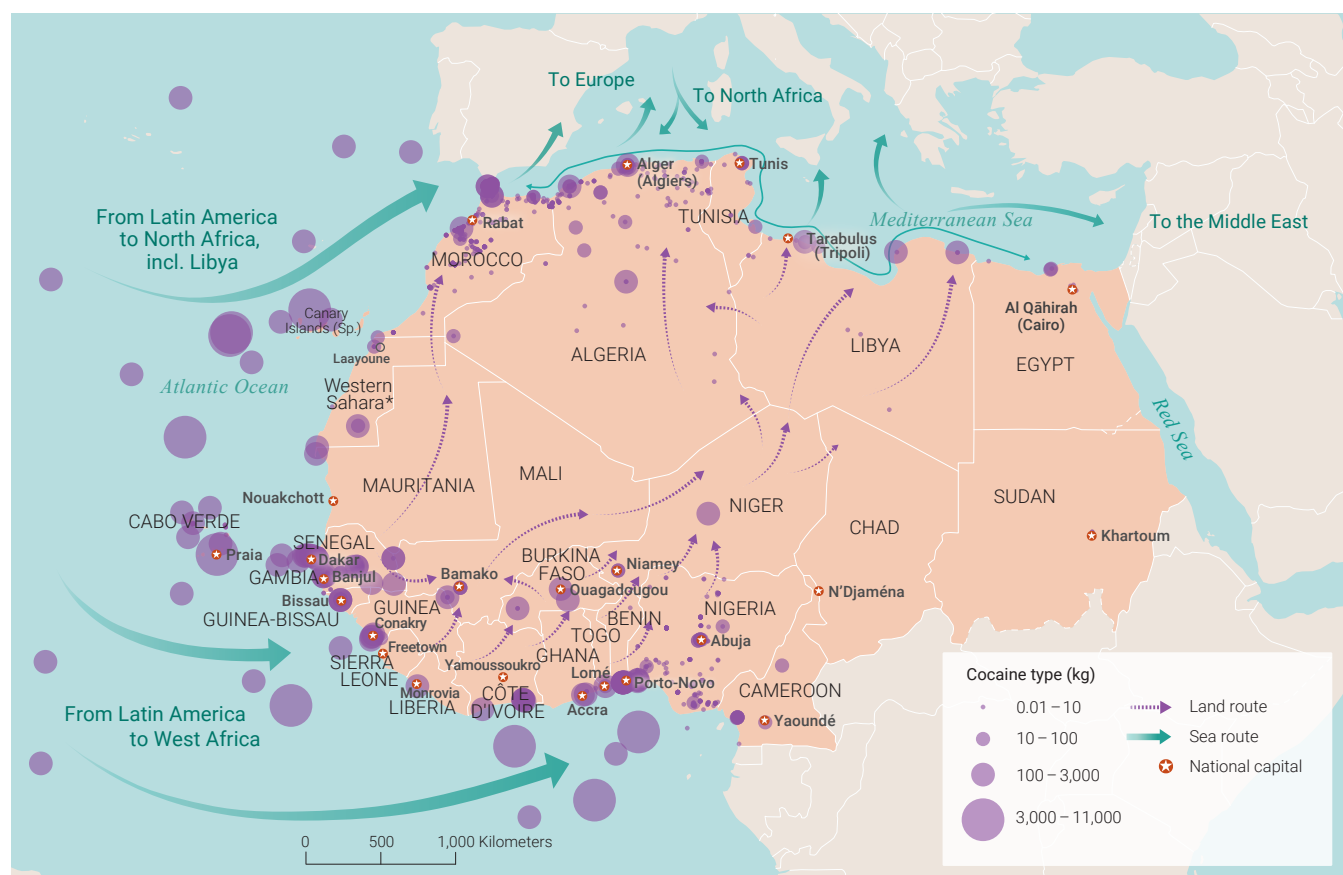 To Europe
To North Africa
Alger
(Algiers)
Tunis
From Latin America
to North Africa,
incl. Libya
Rabat
TUNISIA
Mediterranean Sea
To the Middle East
Tarabulus
(Tripoli)
MOROCCO
Al Qāhirah
(Cairo)
Canary
Islands (Sp.)
Laayoune
ALGERIA
LIBYA
EGYPT
Atlantic Ocean
Western
Sahara*
Red Sea
MAURITANIA
MALI
Nouakchott
NIGER
SUDAN
CABO VERDE
CHAD
Praia
SENEGAL
Dakar
Khartoum
GAMBIA
Banjul
Bamako
BURKINA
FASO
Niamey
Ouagadougou
N'Djaména
Bissau
GUINEA-BISSAU
GUINEA
Conakry
BENIN
NIGERIA
TOGO
Abuja
Freetown
SIERRA
LEONE
GHANA
Yamoussoukro
Lomé
Porto-Novo
Monrovia
LIBERIA
CÔTE
D'IVOIRE
Accra
CAMEROON
Yaoundé
From Latin America
to West Africa
0 500 1,000 Kilometers
Cocaine type (kg)
0.01 – 10
10 – 100
100 – 3,000
3,000 – 11,000
Land route
Sea route
National capital